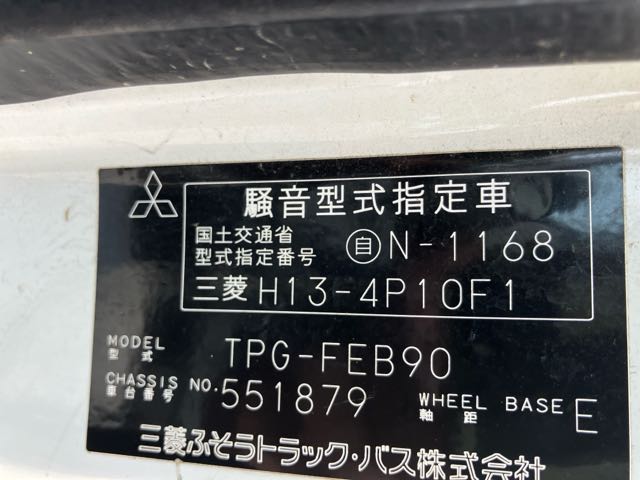 騒音型式指定車
国土交通省
型式指定番号 自N-1168
三菱 H13-4P10F1
MODEL
型式 TPG-FEB90
CHASSIS NO.
車台番号 551879 WHEEL BASE
軸距 E
三菱ふそうトラック・バス株式会社